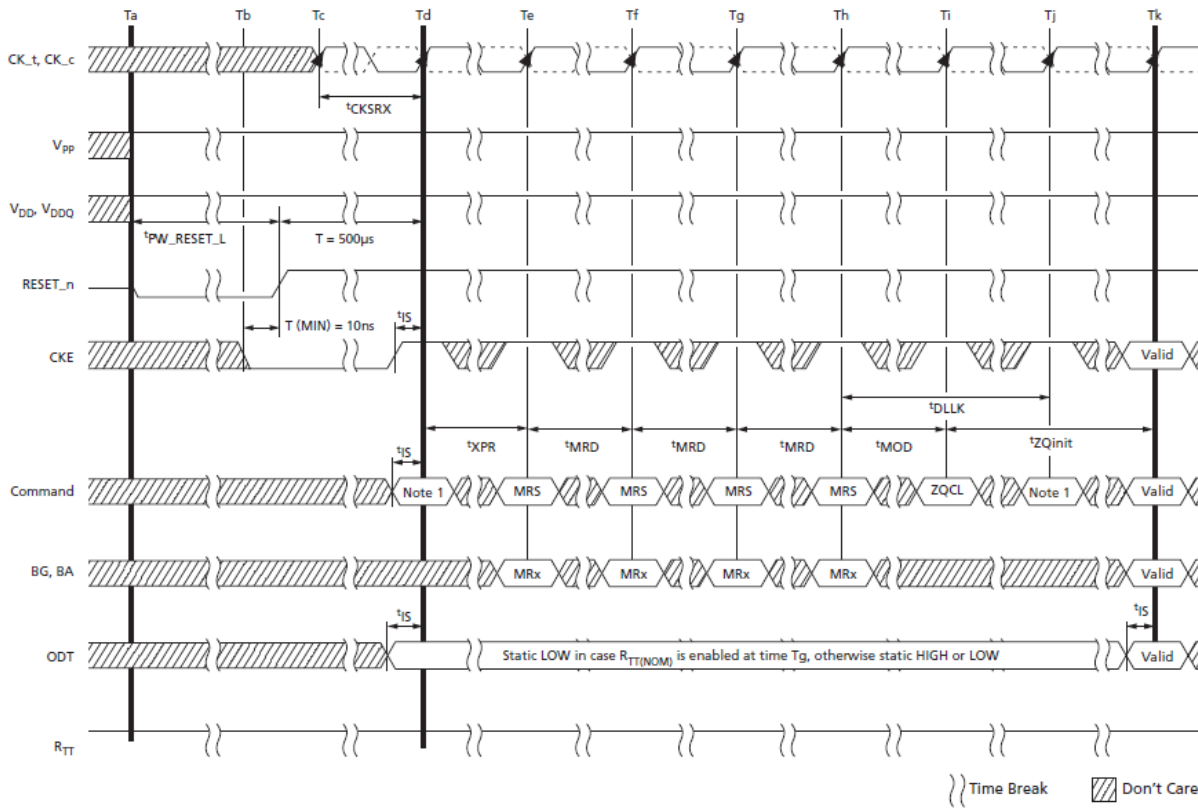 Ta Tb Tc Td Te Tf Tg Th Ti Tj Tk
CK_t, CK_c
tCKSRX
VPP
VDD, VDDQ
tPW_RESET_L T = 500µs
RESET_n
T (MIN) = 10ns tIS
CKE Valid
tDLLK
tXPR tMRD tMRD tMRD tMOD tZQinit
tIS
Command Note 1 MRS MRS MRS MRS ZQCL Note 1 Valid
BG, BA MRx MRx MRx MRx Valid
tIS tIS
ODT Static LOW in case RTT(NOM) is enabled at time Tg, otherwise static HIGH or LOW Valid
RTT
Time Break Don't Care